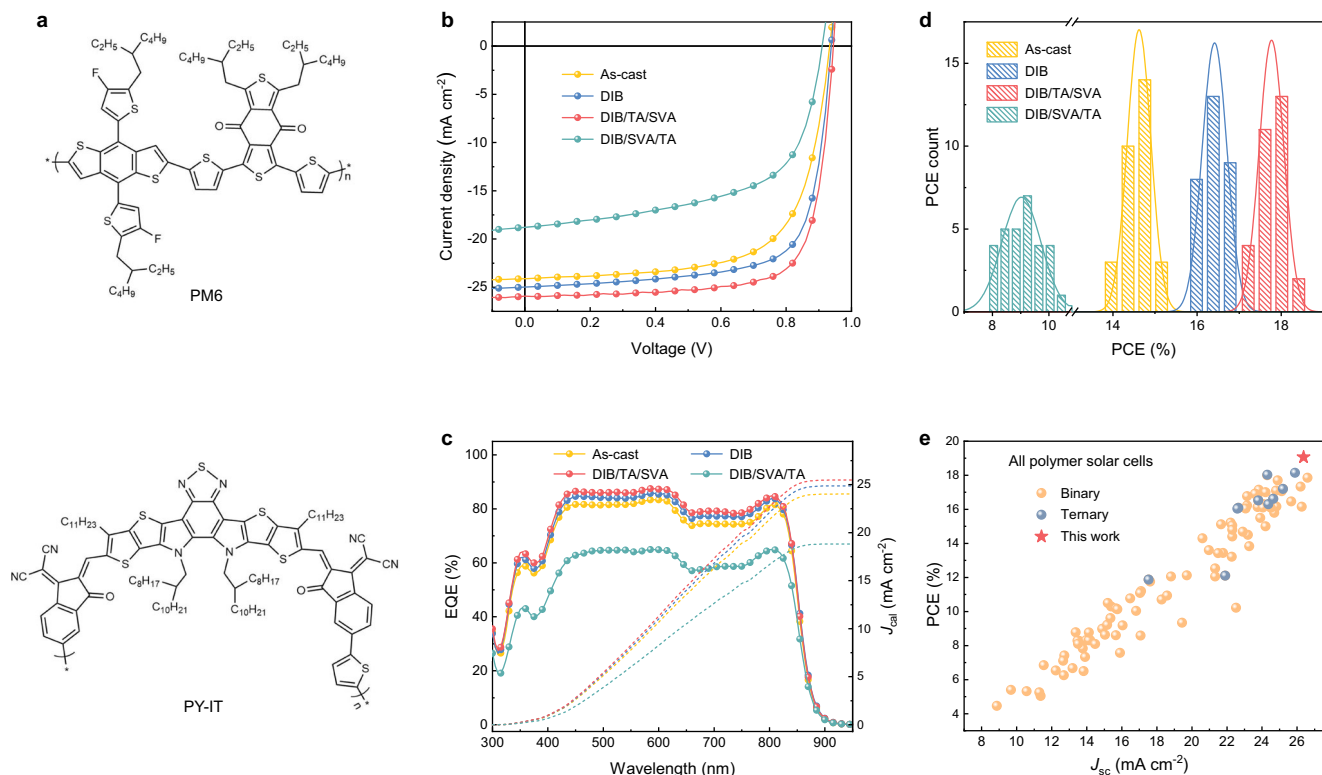 a
C₂H₅
C₄H₉
F
S
C₂H₅
C₄H₉
C₂H₅
C₄H₉
S
O
O
S
S
*
S
S
S
S
n
*
S
F
C₂H₅
C₄H₉
PM6
b
Current density (mA cm⁻²)
0
-5
-10
-15
-20
-25
As-cast
DIB
DIB/TA/SVA
DIB/SVA/TA
0.0 0.2 0.4 0.6 0.8 1.0
Voltage (V)
d
PCE count
15
10
5
0
As-cast
DIB
DIB/TA/SVA
DIB/SVA/TA
8 10 14 16 18
PCE (%)
S
N N
C₁₁H₂₃
C₁₁H₂₃
S
S
S
S
N
N
CN
NC
O
C₈H₁₇
C₁₀H₂₁
C₈H₁₇
C₁₀H₂₁
CN
CN
O
*
S
n
*
PY-IT
c
EQE (%)
100
80
60
40
20
0
As-cast
DIB
DIB/TA/SVA
DIB/SVA/TA
30
25
20
15
10
5
0
J_cal (mA cm⁻²)
300 400 500 600 700 800 900
Wavelength (nm)
e
PCE (%)
20
18
16
14
12
10
8
6
4
All polymer solar cells
Binary
Ternary
This work
8 10 12 14 16 18 20 22 24 26
J_sc (mA cm⁻²)